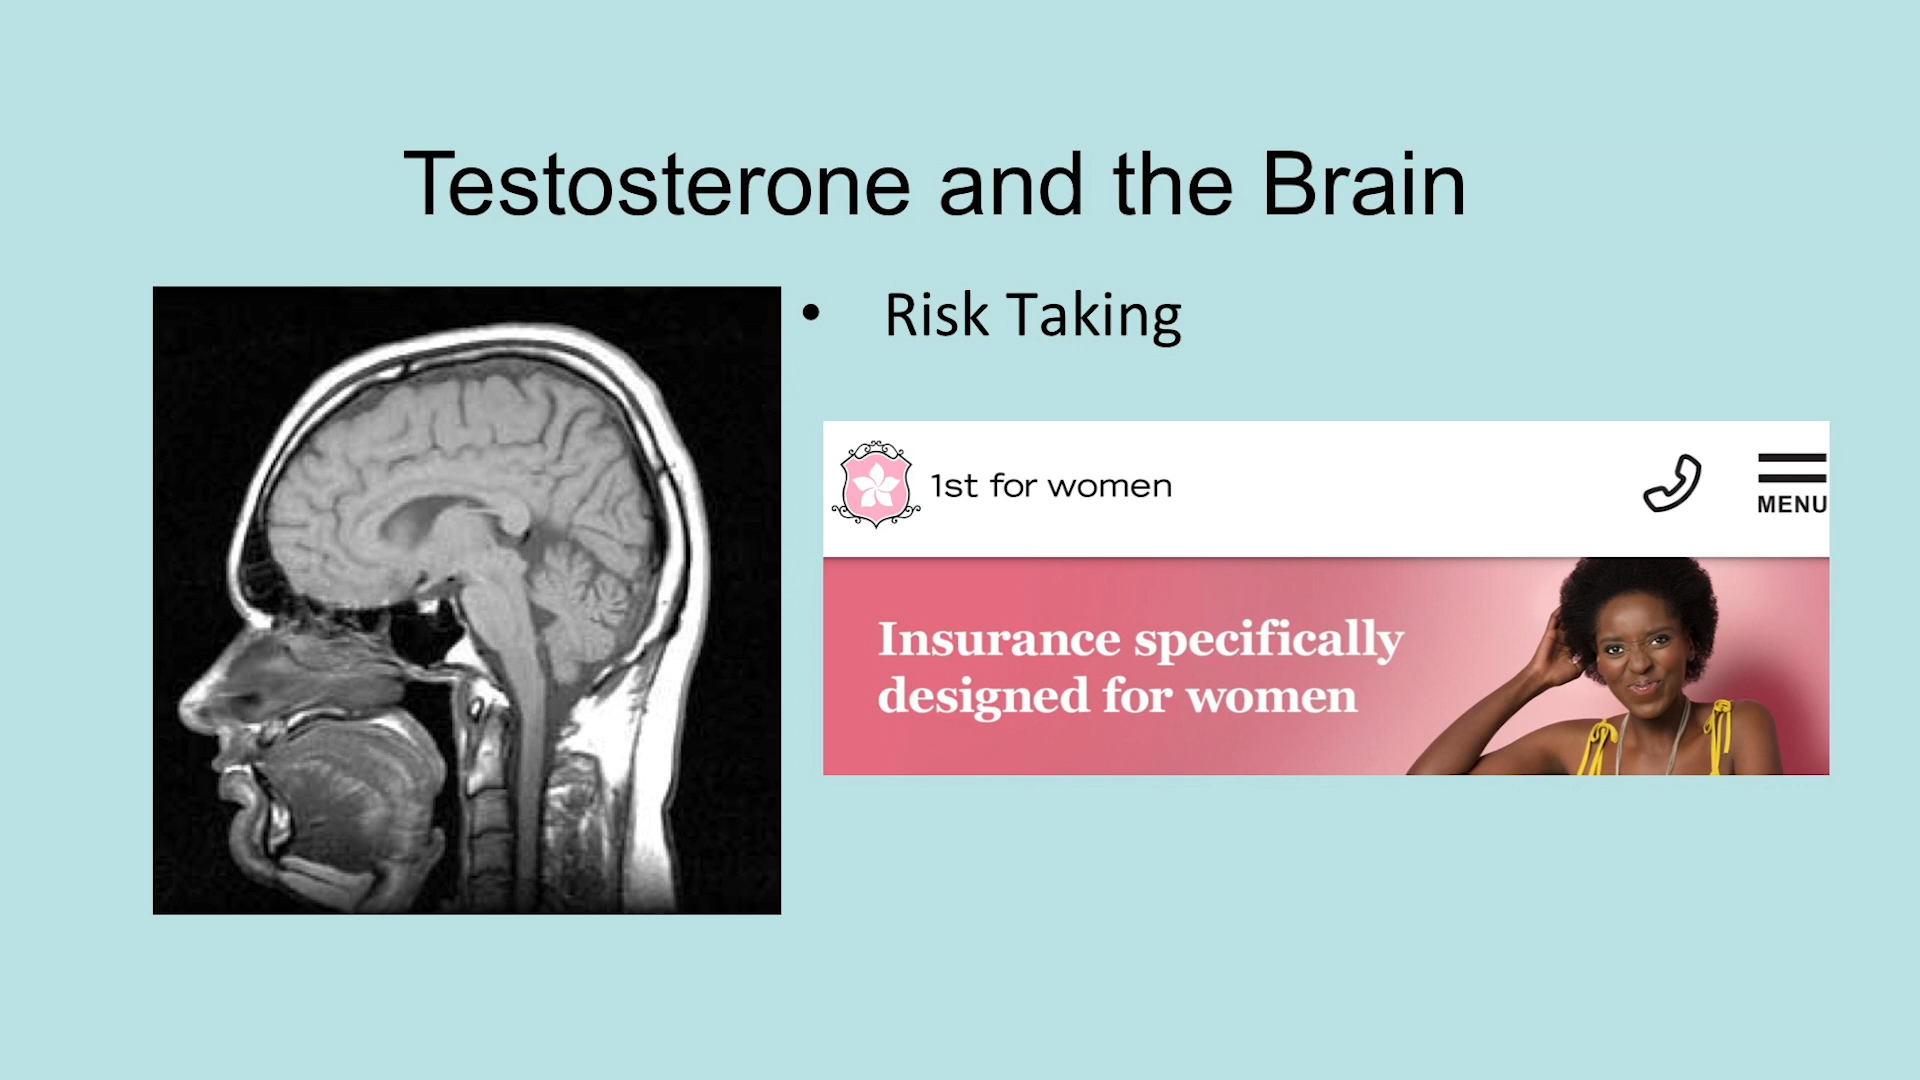 Testosterone and the Brain
• Risk Taking
1st for women
MENU
Insurance specifically
designed for women